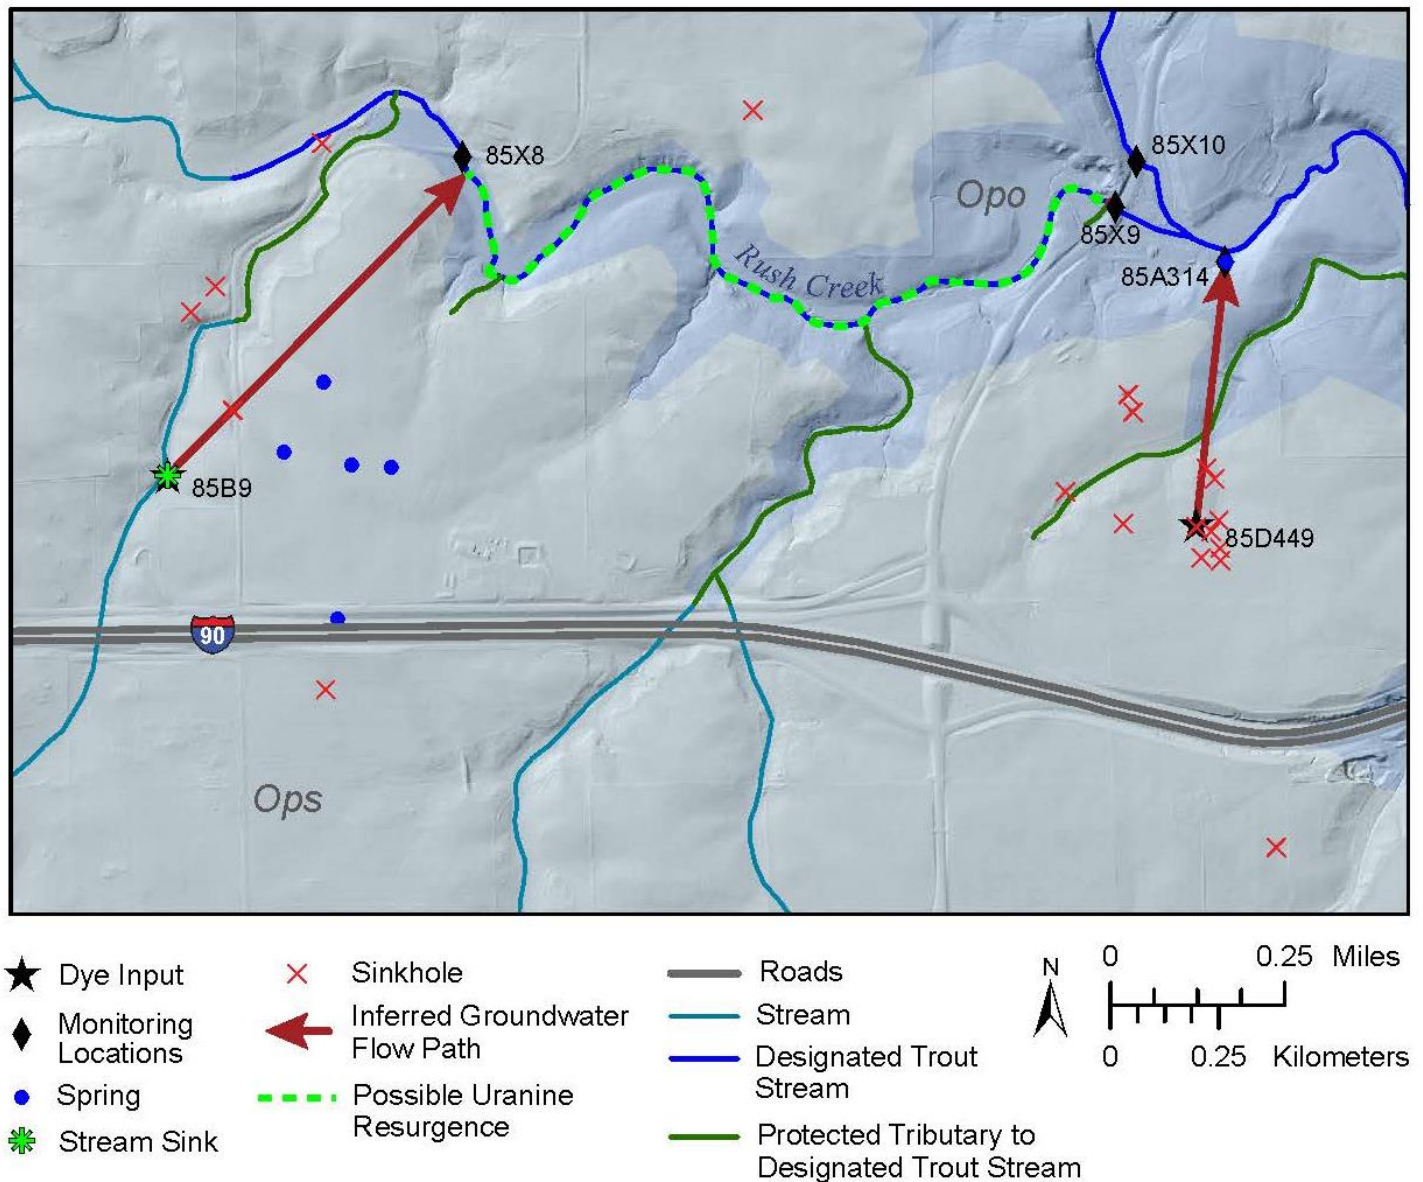 85X8
85X10
Opo
85X9
Rush Creek
85A314
85B9
85D449
90
Ops
Dye Input
Monitoring
Locations
Spring
Stream Sink
Sinkhole
Inferred Groundwater
Flow Path
Possible Uranine
Resurgence
Roads
Stream
Designated Trout
Stream
Protected Tributary to
Designated Trout Stream
N
0 0.25 Miles
0 0.25 Kilometers